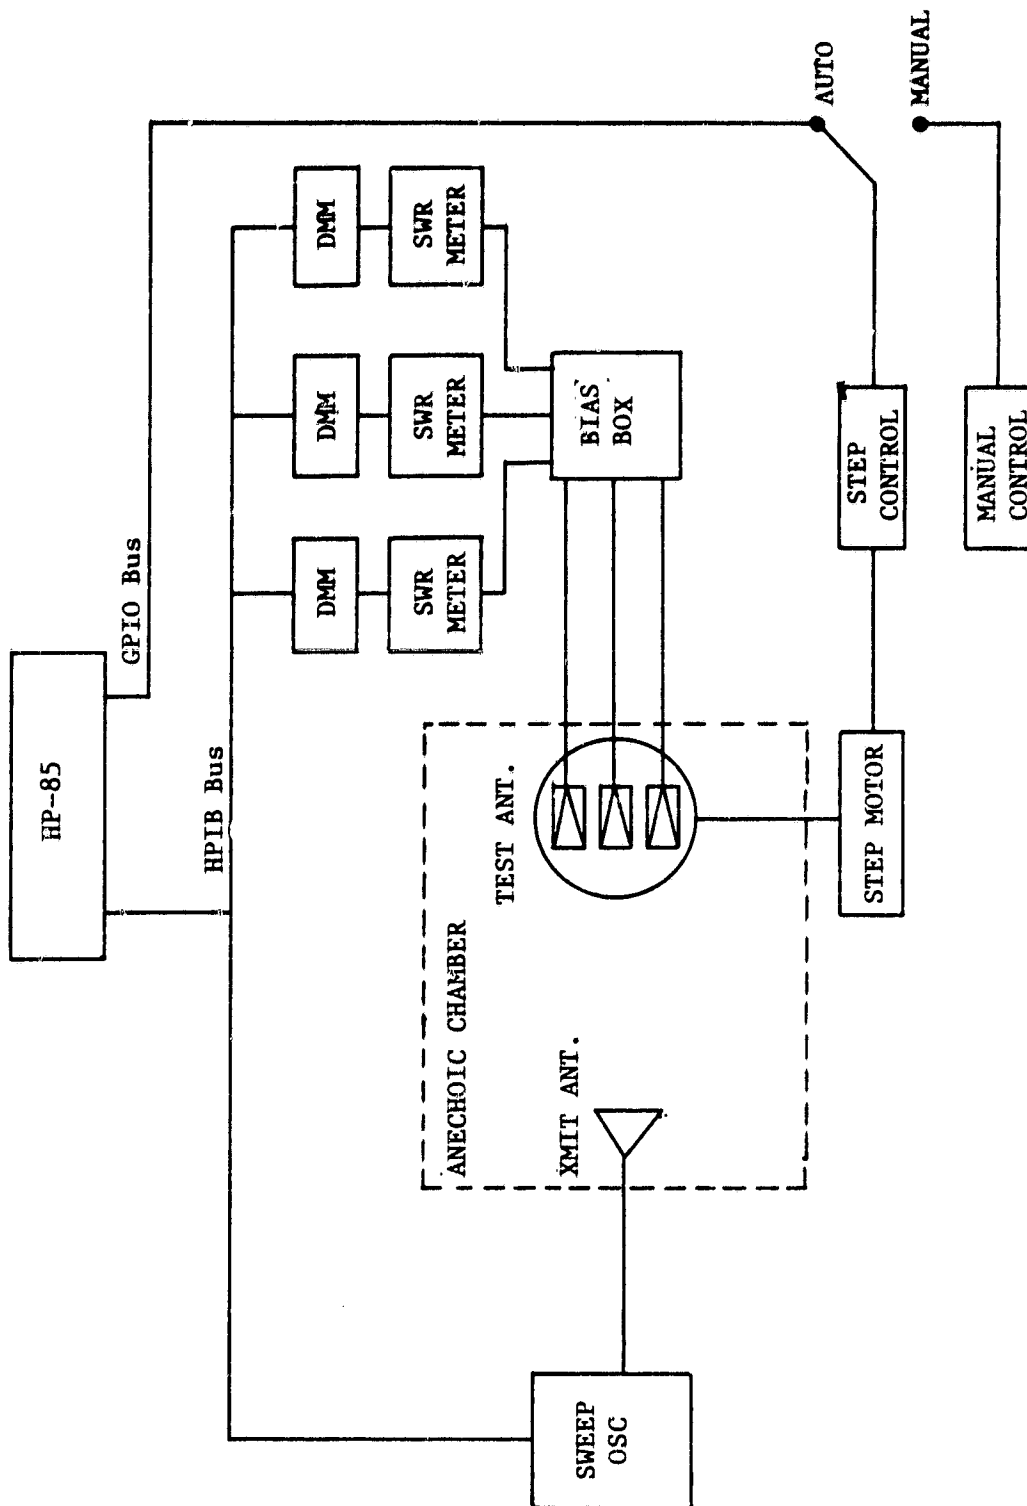 HP-85
GPIO Bus
HPIB Bus
DMM
DMM
DMM
SWR
METER
SWR
METER
SWR
METER
BIAS
BOX
ANECHOIC CHAMBER
TEST ANT.
XMIT ANT.
SWEEP
OSC
STEP MOTOR
STEP
CONTROL
AUTO
MANUAL
MANUAL
CONTROL